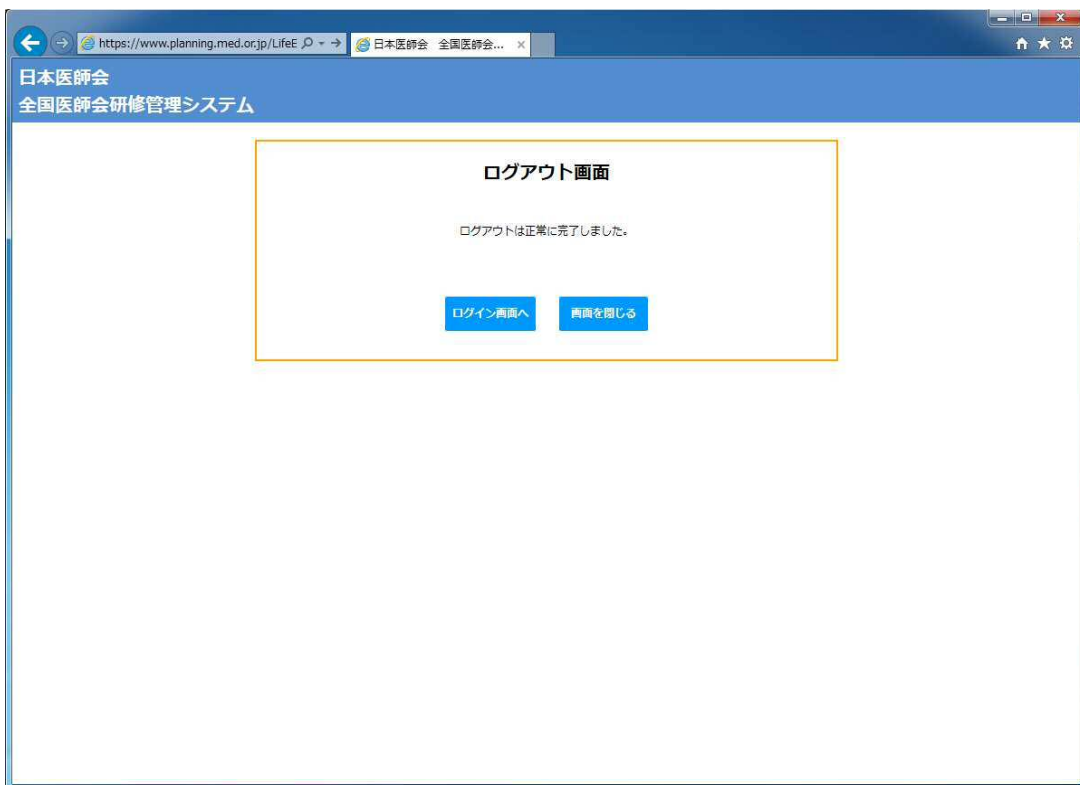 https://www.planning.med.or.jp/LifeE
日本医師会 全国医師会...
日本医師会
全国医師会研修管理システム
ログアウト画面
ログアウトは正常に完了しました。
ログイン画面へ
画面を閉じる